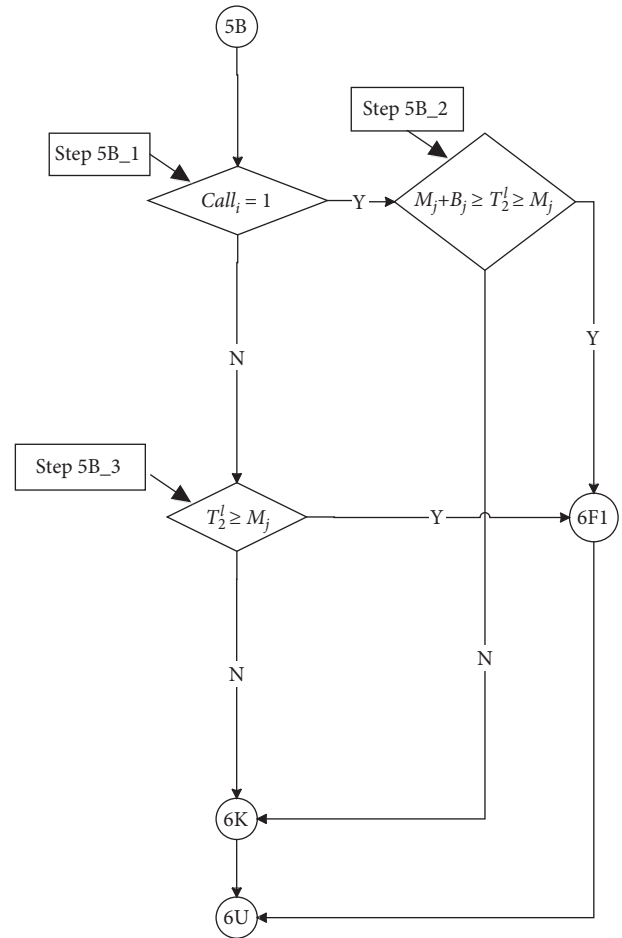 5B
Step 5B_2
Step 5B_1
Call_i = 1
Y
M_j+B_j ≥ T_2^l ≥ M_j
N
Y
Step 5B_3
T_2^l ≥ M_j
Y
6F1
N
N
6K
6U